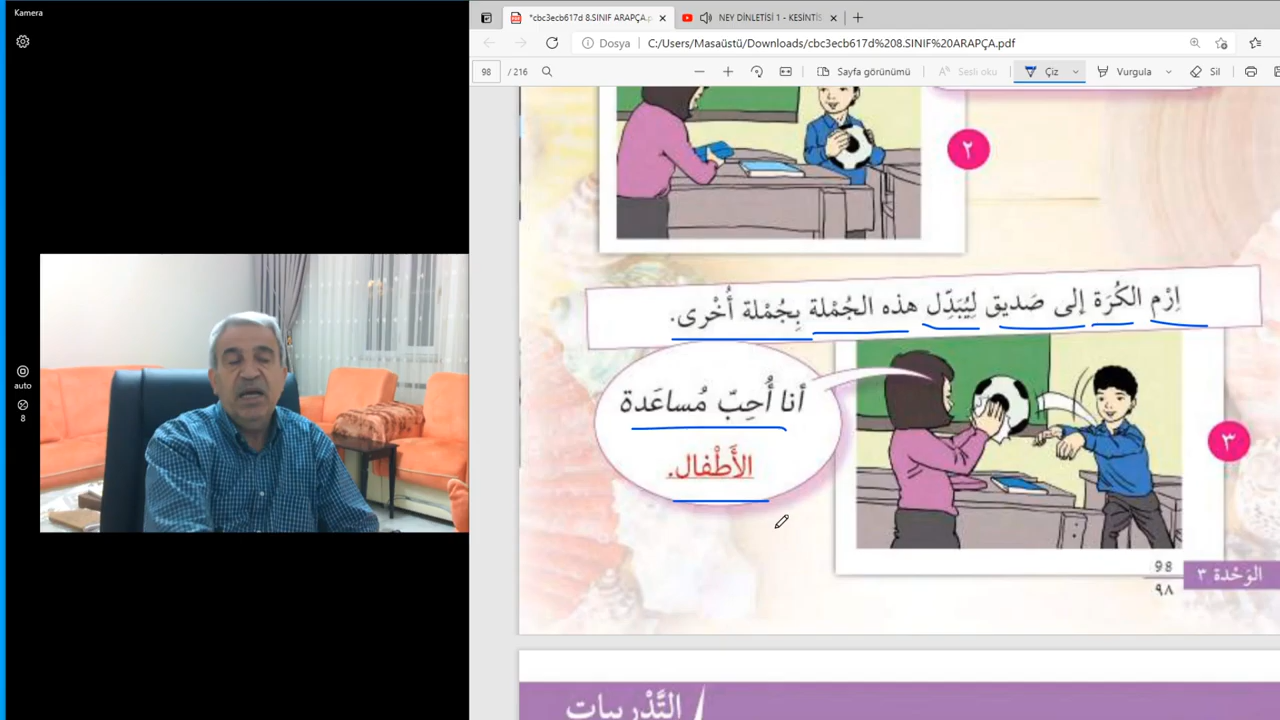 Kamera
auto
8
*cbc3ecb617d 8.SINIF ARAPÇA.p
NEY DİNLETİSİ 1 - KESİNTİS
Dosya
C:/Users/Masaüstü/Downloads/cbc3ecb617d%208.SINIF%20ARAPÇA.pdf
98 / 216
Sayfa görünümü
Sesli oku
Çiz
Vurgula
Sil
٢
اِرْمِ الكُرَة إلى صَديق لِيُبَدِّل هذه الجُمْلة بِجُمْلة أُخْرى.
أنا أُحِبّ مُساعَدة
الأَطْفال.
٣
98
٩٨
الوَحْدة ٣
التَّدْريبات